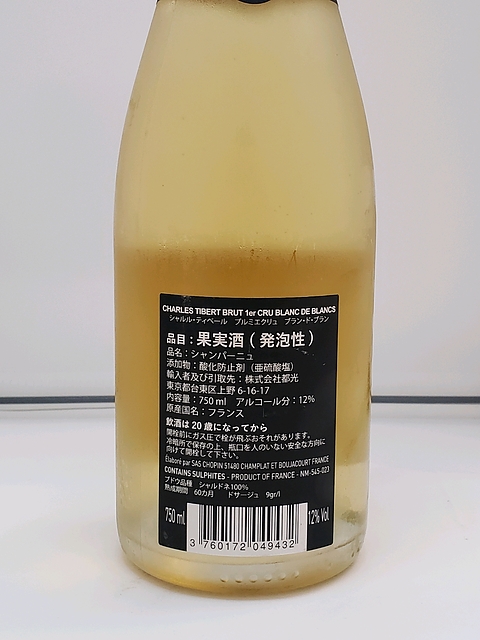 CHARLES TIBERT BRUT 1er CRU BLANC DE BLANCS
シャルル・ティベール ブルミエクリュ ブラン・ド・ブラン
品目：果実酒（発泡性）
品名：シャンパーニュ
添加物：酸化防止剤（亜硫酸塩）
輸入者及び引取先：株式会社都光
東京都台東区上野 6-16-17
内容量：750 ml アルコール分：12%
原産国名：フランス
飲酒は 20 歳になってから
開栓前にガス圧で栓が飛ぶおそれがあります。
冷暗所で保存の上、瓶口を人のいない安全な方向に
向けて開栓して下さい。
Élaboré par SAS CHOPIN 51480 CHAMPLAT ET BOUJACOURT FRANCE
CONTAINS SULPHITES - PRODUCT OF FRANCE - NM-545-023
ブドウ品種 シャルドネ100%
熟成期間 60カ月 ドサージュ 9gr/l
750 ml 12% Vol
3 760172 049432